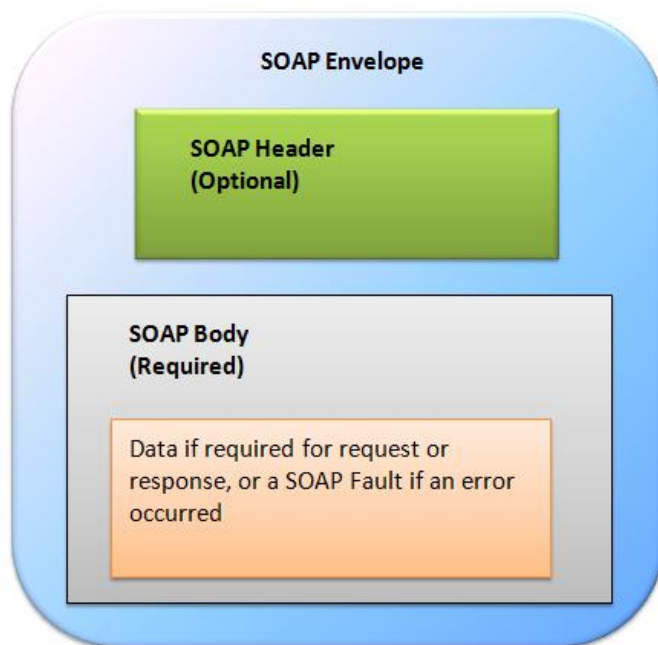 SOAP Envelope
SOAP Header
(Optional)
SOAP Body
(Required)
Data if required for request or
response, or a SOAP Fault if an error
occurred